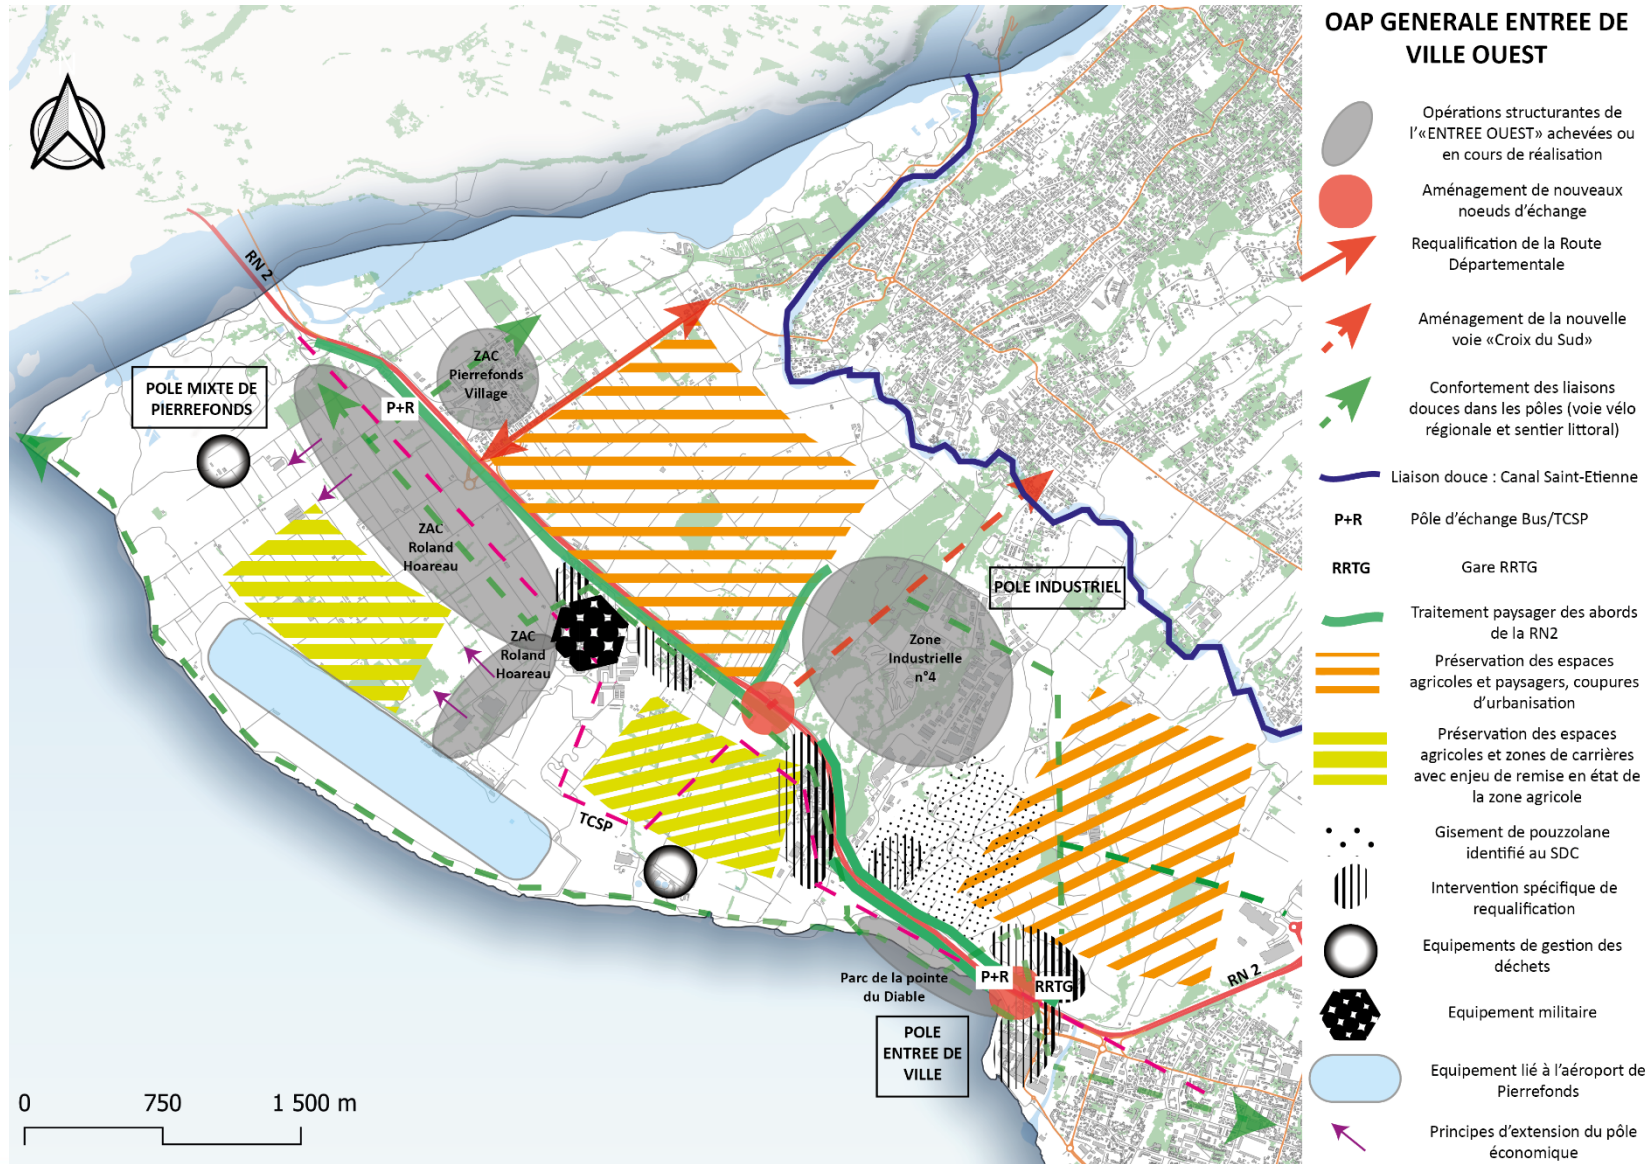 OAP GENERALE ENTREE DE
VILLE OUEST
Opérations structurantes de
l'«ENTREE OUEST» achevées ou
en cours de réalisation
Aménagement de nouveaux
noeuds d'échange
Requalification de la Route
Départementale
Aménagement de la nouvelle
voie «Croix du Sud»
Confortement des liaisons
douces dans les pôles (voie vélo
régionale et sentier littoral)
Liaison douce : Canal Saint-Etienne
P+R Pôle d'échange Bus/TCSP
RRTG Gare RRTG
Traitement paysager des abords
de la RN2
Préservation des espaces
agricoles et paysagers, coupures
d'urbanisation
Préservation des espaces
agricoles et zones de carrières
avec enjeu de remise en état de
la zone agricole
Gisement de pouzzolane
identifié au SDC
Intervention spécifique de
requalification
Equipements de gestion des
déchets
Equipement militaire
Equipement lié à l'aéroport de
Pierrefonds
Principes d'extension du pôle
économique
RN 2
POLE MIXTE DE
PIERREFONDS
ZAC
Pierrefonds
Village
P+R
ZAC
Roland
Hoareau
ZAC
Roland
Hoareau
POLE INDUSTRIEL
Zone
Industrielle
n°4
TCSP
Parc de la pointe
du Diable
P+R
RRTG
RN 2
POLE
ENTREE DE
VILLE
0 750 1 500 m